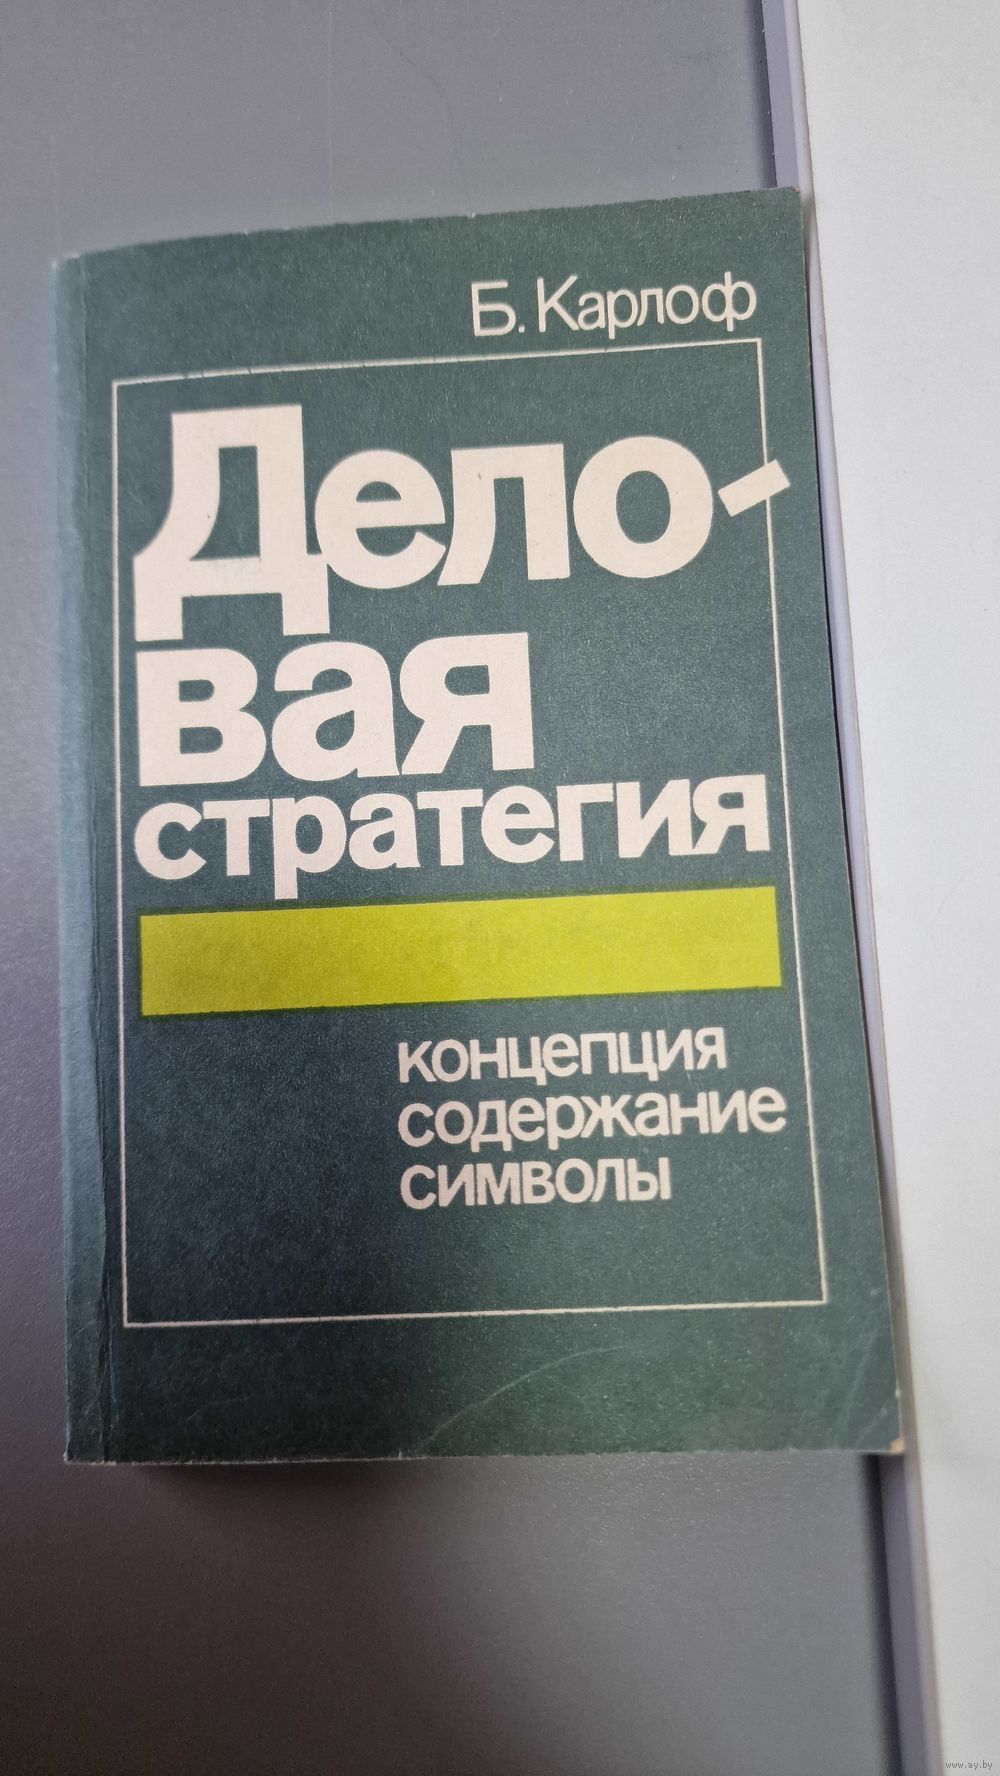 Б. Карлоф
Дело-
вая
стратегия
концепция
содержание
символы
www.ay.by